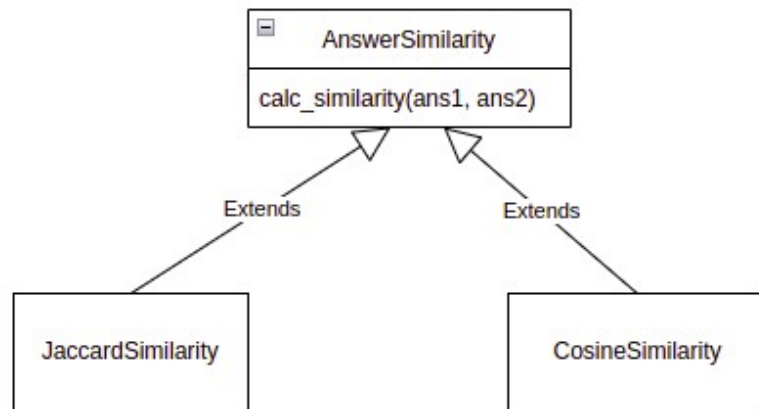 AnswerSimilarity
calc_similarity(ans1, ans2)
Extends
Extends
JaccardSimilarity
CosineSimilarity